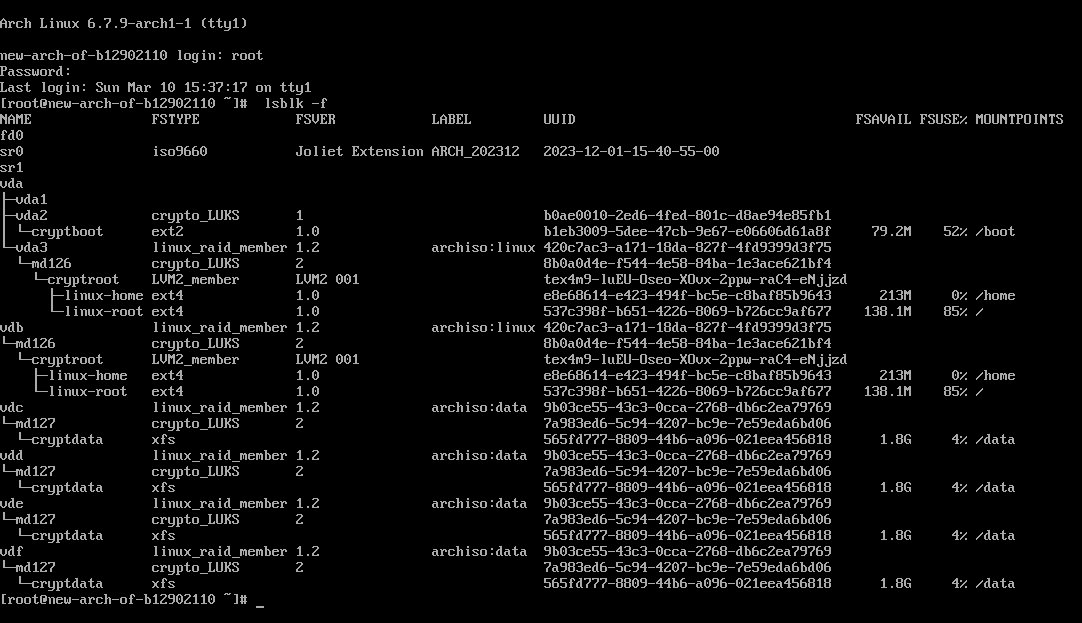 Arch Linux 6.7.9-arch1-1 (tty1)
new-arch-of-b12902110 login: root
Password:
Last login: Sun Mar 10 15:37:17 on tty1
[root@new-arch-of-b12902110 ~]#  lsblk -f
NAME               FSTYPE            FSVER            LABEL         UUID                                   FSAVAIL FSUSE% MOUNTPOINTS
fd0
sr0                iso9660           Joliet Extension ARCH_202312   2023-12-01-15-40-55-00
sr1
vda
├─vda1
├─vda2             crypto_LUKS       1                              b0ae0010-2ed6-4fed-801c-d8ae94e85fb1
│ └─cryptboot      ext2              1.0                            b1eb3009-5dee-47cb-9e67-e06606d61a8f     79.2M    52% /boot
└─vda3             linux_raid_member 1.2              archiso:linux 420c7ac3-a171-18da-827f-4fd9399d3f75
  └─md126          crypto_LUKS       2                              8b0a0d4e-f544-4e58-84ba-1e3ace621bf4
    └─cryptroot    LVM2_member       LVM2 001                       tex4m9-luEU-Oseo-XOvx-2ppw-raC4-eNjjzd
      ├─linux-home ext4              1.0                            e8e68614-e423-494f-bc5e-c8baf85b9643      213M     0% /home
      └─linux-root ext4              1.0                            537c398f-b651-4226-8069-b726cc9af677    138.1M    85% /
vdb                linux_raid_member 1.2              archiso:linux 420c7ac3-a171-18da-827f-4fd9399d3f75
└─md126            crypto_LUKS       2                              8b0a0d4e-f544-4e58-84ba-1e3ace621bf4
  └─cryptroot      LVM2_member       LVM2 001                       tex4m9-luEU-Oseo-XOvx-2ppw-raC4-eNjjzd
    ├─linux-home   ext4              1.0                            e8e68614-e423-494f-bc5e-c8baf85b9643      213M     0% /home
    └─linux-root   ext4              1.0                            537c398f-b651-4226-8069-b726cc9af677    138.1M    85% /
vdc                linux_raid_member 1.2              archiso:data  9b03ce55-43c3-0cca-2768-db6c2ea79769
└─md127            crypto_LUKS       2                              7a983ed6-5c94-4207-bc9e-7e59eda6bd06
  └─cryptdata      xfs                                              565fd777-8809-44b6-a096-021eea456818      1.8G     4% /data
vdd                linux_raid_member 1.2              archiso:data  9b03ce55-43c3-0cca-2768-db6c2ea79769
└─md127            crypto_LUKS       2                              7a983ed6-5c94-4207-bc9e-7e59eda6bd06
  └─cryptdata      xfs                                              565fd777-8809-44b6-a096-021eea456818      1.8G     4% /data
vde                linux_raid_member 1.2              archiso:data  9b03ce55-43c3-0cca-2768-db6c2ea79769
└─md127            crypto_LUKS       2                              7a983ed6-5c94-4207-bc9e-7e59eda6bd06
  └─cryptdata      xfs                                              565fd777-8809-44b6-a096-021eea456818      1.8G     4% /data
vdf                linux_raid_member 1.2              archiso:data  9b03ce55-43c3-0cca-2768-db6c2ea79769
└─md127            crypto_LUKS       2                              7a983ed6-5c94-4207-bc9e-7e59eda6bd06
  └─cryptdata      xfs                                              565fd777-8809-44b6-a096-021eea456818      1.8G     4% /data
[root@new-arch-of-b12902110 ~]# _